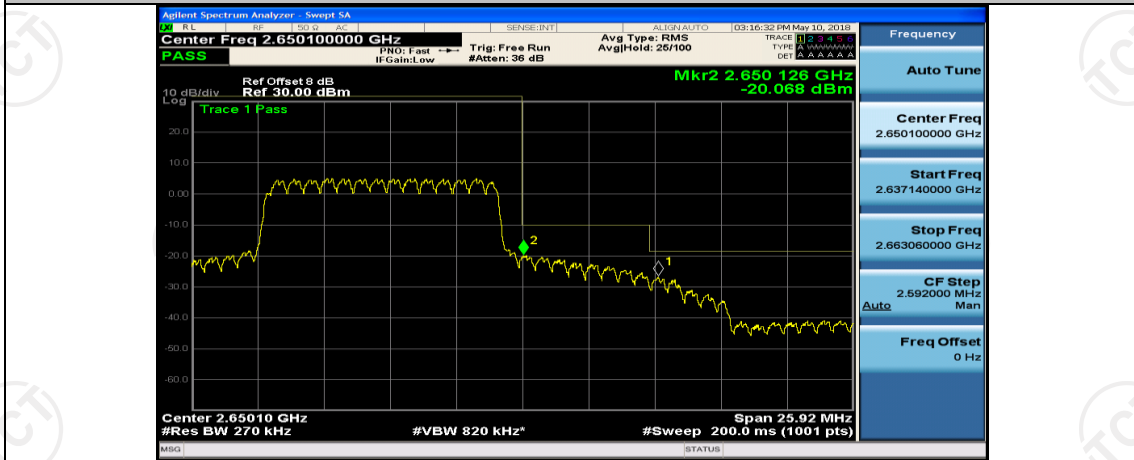 Agilent Spectrum Analyzer - Swept SA
LXI RL RF 50 Ω AC SENSE:INT ALIGN AUTO 03:16:32 PM May 10, 2018
Center Freq 2.650100000 GHz
PASS
PNO: Fast
IFGain:Low
Trig: Free Run
#Atten: 36 dB
Avg Type: RMS
Avg|Hold: 25/100
TRACE 1 2 3 4 5 6
TYPE A WWWWW
DET A A A A A A
Ref Offset 8 dB
10 dB/div Ref 30.00 dBm
Log
Mkr2 2.650 126 GHz
-20.068 dBm
Trace 1 Pass
20.0
10.0
0.00
-10.0
-20.0
-30.0
-40.0
-50.0
-60.0
2
1
Center 2.65010 GHz Span 25.92 MHz
#Res BW 270 kHz #VBW 820 kHz* #Sweep 200.0 ms (1001 pts)
MSG STATUS
Frequency
Auto Tune
Center Freq
2.650100000 GHz
Start Freq
2.637140000 GHz
Stop Freq
2.663060000 GHz
CF Step
2.592000 MHz
Auto Man
Freq Offset
0 Hz